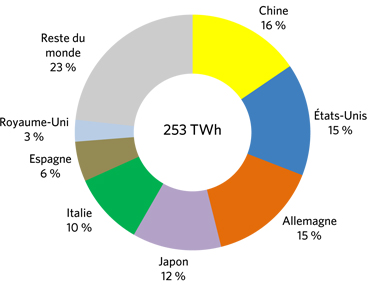 Chine
16 %
États-Unis
15 %
Allemagne
15 %
Japon
12 %
Italie
10 %
Espagne
6 %
Royaume-Uni
3 %
Reste du
monde
23 %
253 TWh